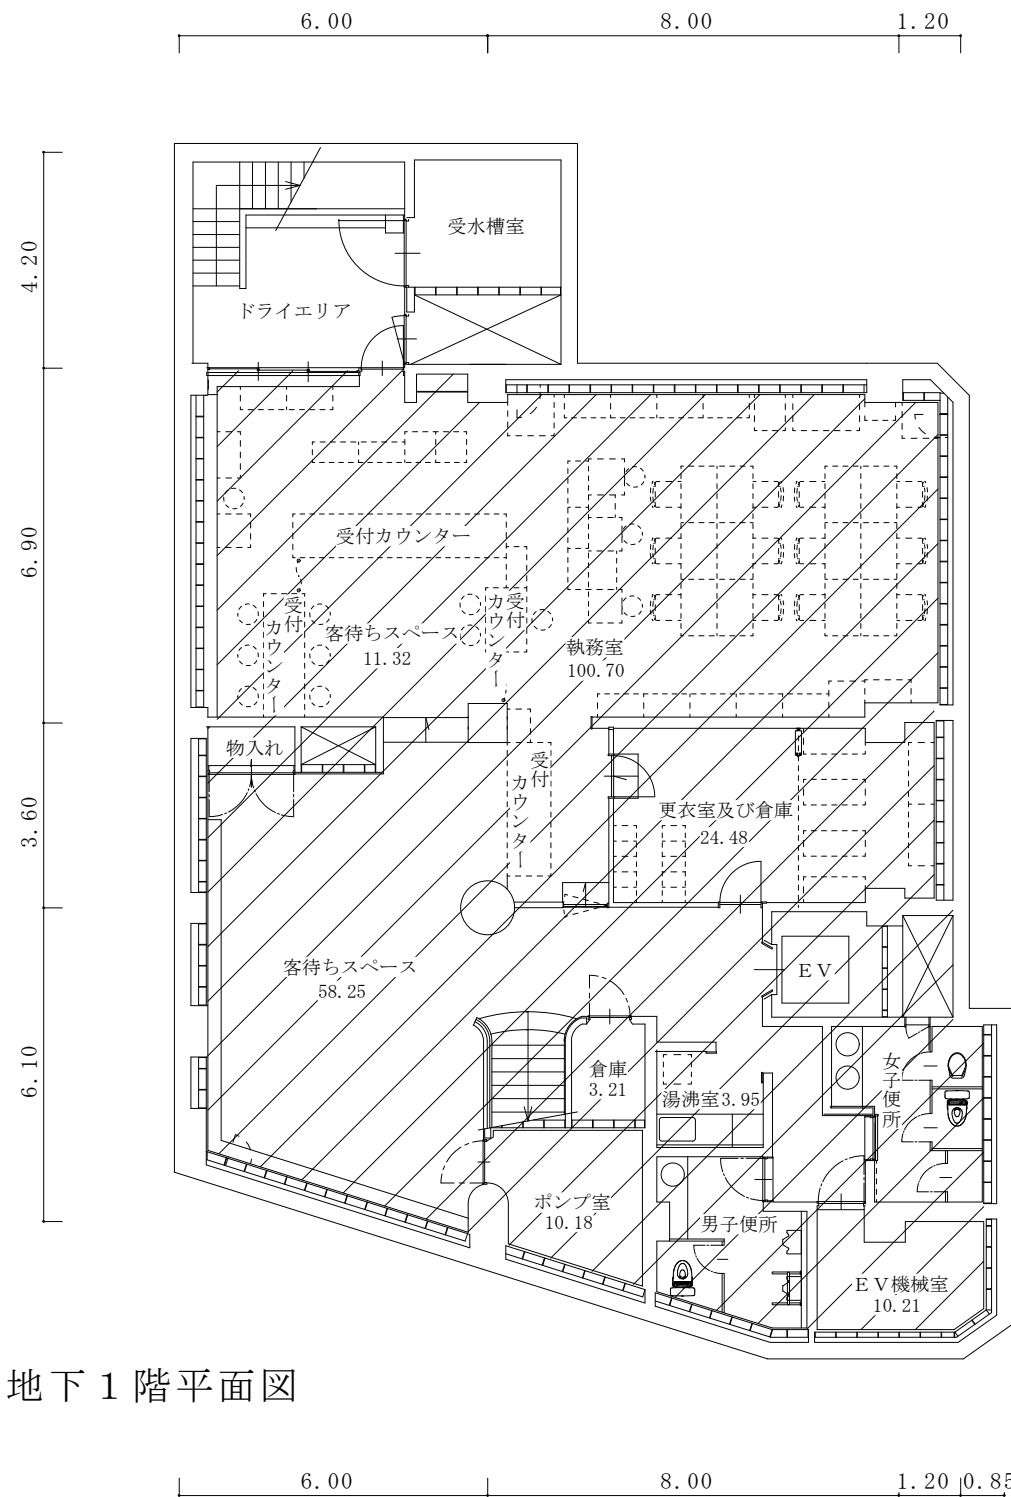 6.00 8.00 1.20
4.20
6.90
3.60
6.10
受水槽室
ドライエリア
受付カウンター
受付
カウンター
受付
カウンター
客待ちスペース
11.32
執務室
100.70
物入れ
受付
カウンター
更衣室及び倉庫
24.48
客待ちスペース
58.25
EV
倉庫
3.21
湯沸室3.95
女子便所
ポンプ室
10.18
男子便所
EV機械室
10.21
地下1階平面図
6.00 8.00 1.20 0.85